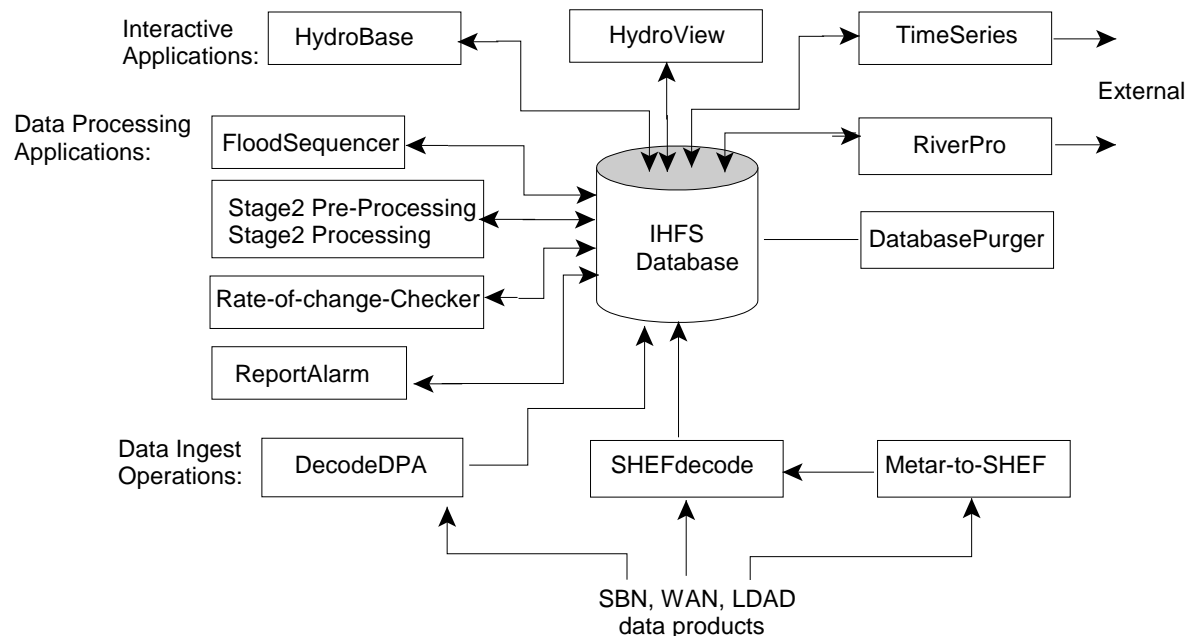 Interactive
Applications:
HydroBase
HydroView
TimeSeries
External
Data Processing
Applications:
FloodSequencer
RiverPro
Stage2 Pre-Processing
Stage2 Processing
IHFS
Database
DatabasePurger
Rate-of-change-Checker
ReportAlarm
Data Ingest
Operations:
DecodeDPA
SHEFdecode
Metar-to-SHEF
SBN, WAN, LDAD
data products